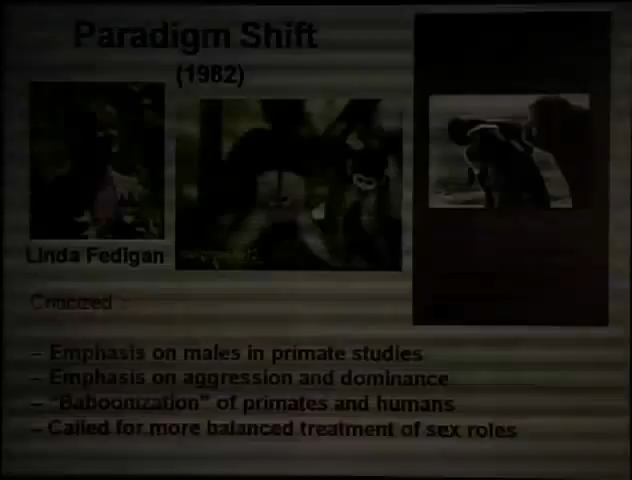 Paradigm Shift
(1982)
Linda Fedigan
Criticized :
– Emphasis on males in primate studies
– Emphasis on aggression and dominance
– "Baboonization" of primates and humans
– Called for more balanced treatment of sex roles